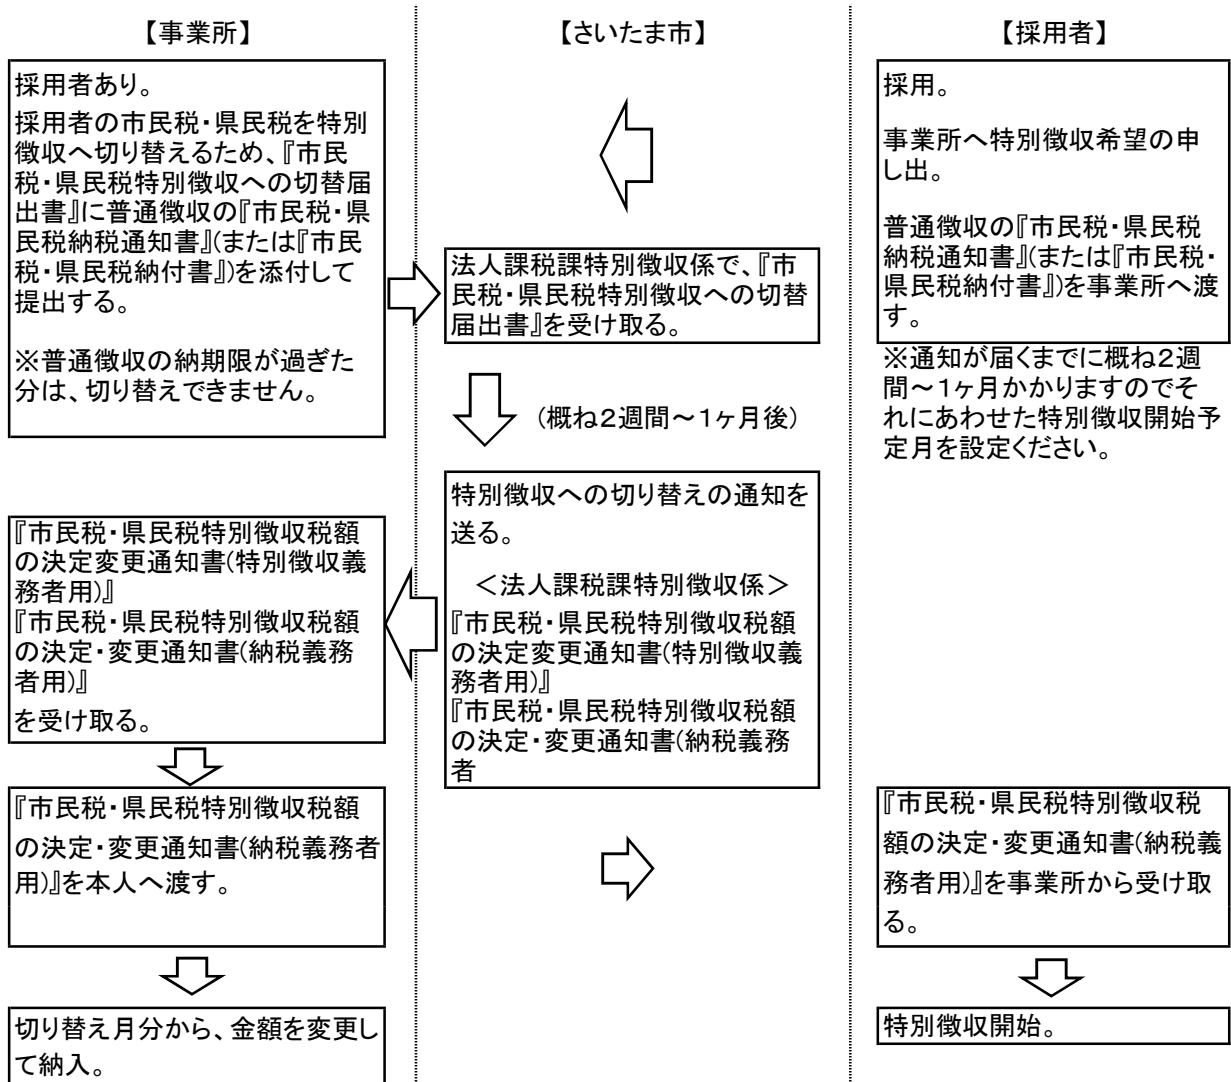 【事業所】
採用者あり。
採用者の市民税・県民税を特別
徴収へ切り替えるため、『市民
税・県民税特別徴収への切替届
出書』に普通徴収の『市民税・県
民税納税通知書』(または『市民
税・県民税納付書』)を添付して
提出する。
※普通徴収の納期限が過ぎた
分は、切り替えできません。
【さいたま市】
法人課税課特別徴収係で、『市
民税・県民税特別徴収への切替
届出書』を受け取る。
(概ね2週間～1ヶ月後)
特別徴収への切り替えの通知を
送る。
＜法人課税課特別徴収係＞
『市民税・県民税特別徴収税額
の決定変更通知書(特別徴収義
務者用)』
『市民税・県民税特別徴収税額
の決定・変更通知書(納税義務
者
【採用者】
採用。
事業所へ特別徴収希望の申
し出。
普通徴収の『市民税・県民税
納税通知書』(または『市民税・
県民税納付書』)を事業所へ渡
す。
※通知が届くまでに概ね2週
間～1ヶ月かかりますのでそ
れにあわせた特別徴収開始予
定月を設定ください。
『市民税・県民税特別徴収税額
の決定変更通知書(特別徴収義
務者用)』
『市民税・県民税特別徴収税額
の決定・変更通知書(納税義務
者用)』
を受け取る。
『市民税・県民税特別徴収税額
の決定・変更通知書(納税義務者
用)』を本人へ渡す。
『市民税・県民税特別徴収税
額の決定・変更通知書(納税義
務者用)』を事業所から受け取
る。
切り替え月分から、金額を変更し
て納入。
特別徴収開始。